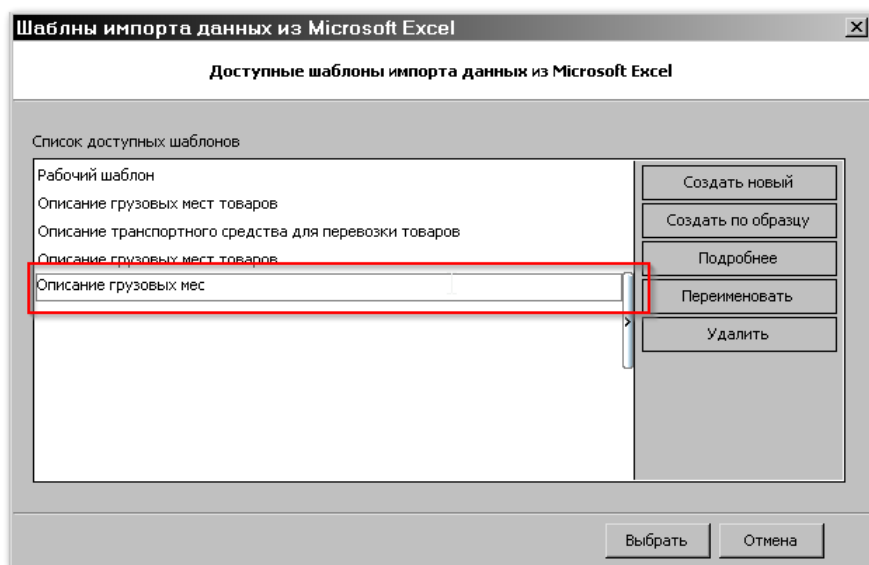 Шаблны импорта данных из Microsoft Excel
Доступные шаблоны импорта данных из Microsoft Excel
Список доступных шаблонов
Рабочий шаблон
Описание грузовых мест товаров
Описание транспортного средства для перевозки товаров
Описание грузовых мест товаров
Описание грузовых мес
Создать новый
Создать по образцу
Подробнее
Переименовать
Удалить
Выбрать
Отмена